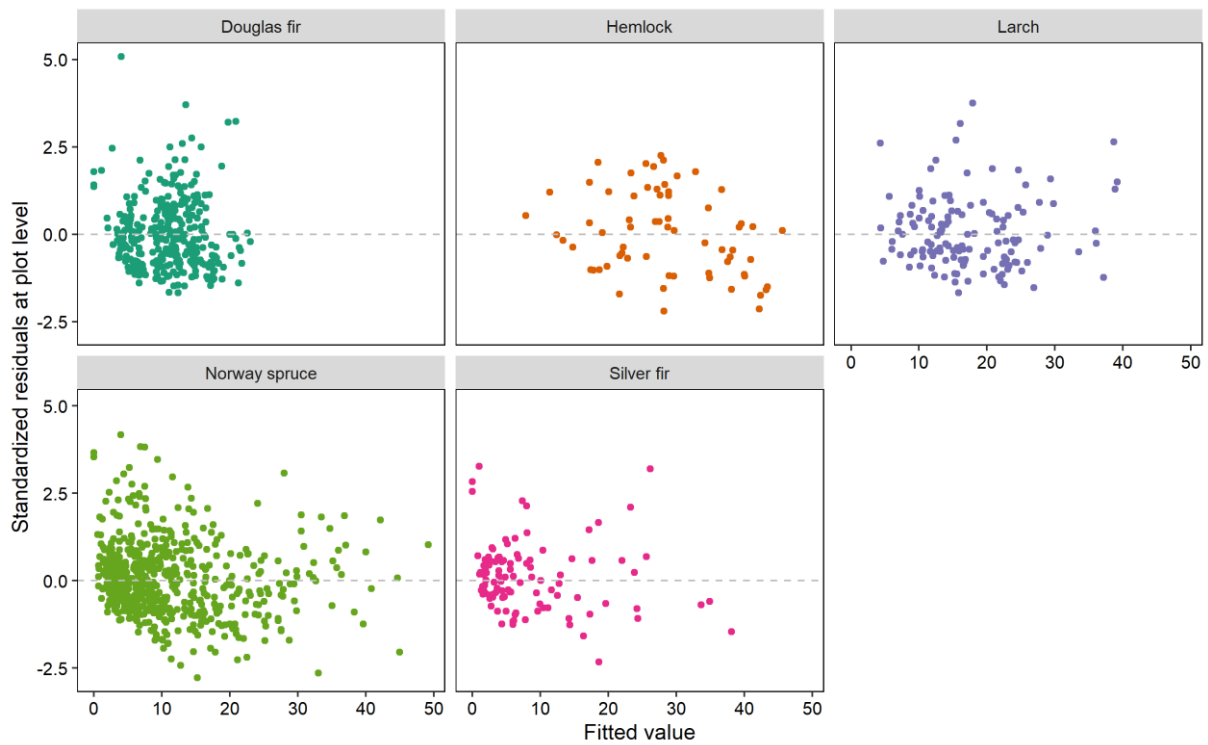 Douglas fir
Hemlock
Larch
5.0
2.5
0.0
-2.5
0 10 20 30 40 50
Standardized residuals at plot level
Norway spruce
Silver fir
5.0
2.5
0.0
-2.5
0 10 20 30 40 50
0 10 20 30 40 50
Fitted value